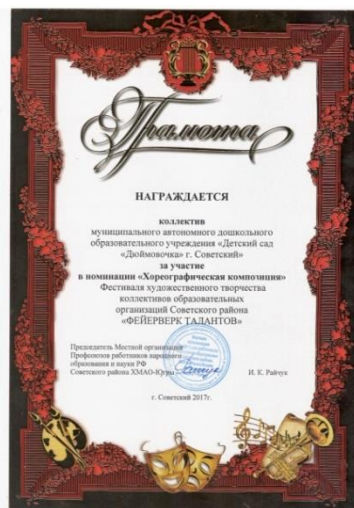 Грамота
НАГРАЖДАЕТСЯ
коллектив
муниципального автономного дошкольного
образовательного учреждения «Детский сад
«Дюймовочка» г. Советский»
за участие
в номинации «Хореографическая композиция»
Фестиваля художественного творчества
коллективов образовательных
организаций Советского района
«ФЕЙЕРВЕРК ТАЛАНТОВ»
Председатель Местной организации
Профсоюзов работников народного
образования и науки РФ
Советского района ХМАО-Югры
И. К. Райчук
г. Советский 2017г.